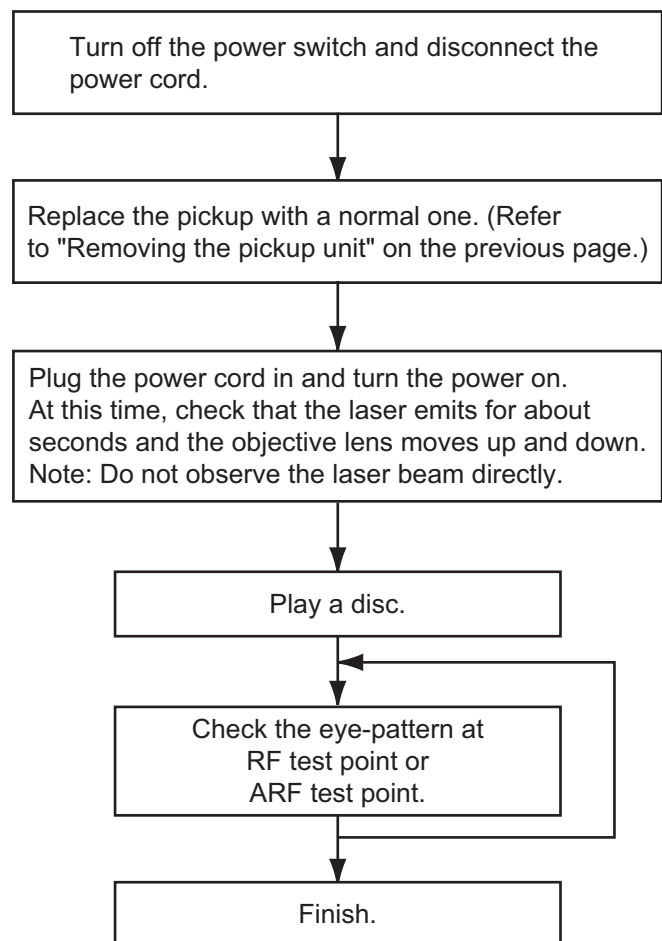 Turn off the power switch and disconnect the
power cord.
Replace the pickup with a normal one. (Refer
to "Removing the pickup unit" on the previous page.)
Plug the power cord in and turn the power on.
At this time, check that the laser emits for about
seconds and the objective lens moves up and down.
Note: Do not observe the laser beam directly.
Play a disc.
Check the eye-pattern at
RF test point or
ARF test point.
Finish.